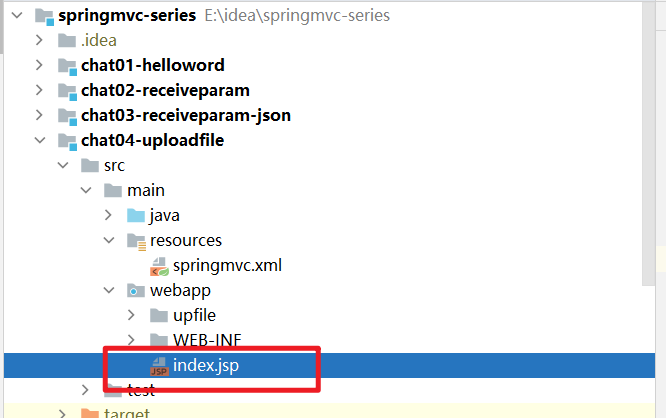 springmvc-series E:\idea\springmvc-series
.idea
chat01-helloword
chat02-receiveparam
chat03-receiveparam-json
chat04-uploadfile
src
main
java
resources
springmvc.xml
webapp
upfile
WEB-INF
JSP index.jsp
test
target